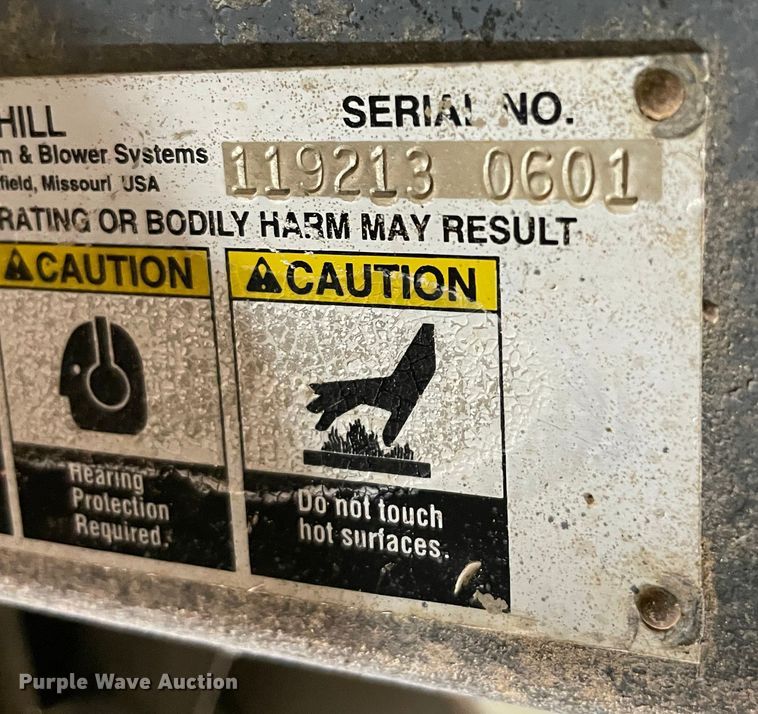 HILL
SERIAL NO.
m & Blower Systems
119213 0601
field, Missouri USA
RATING OR BODILY HARM MAY RESULT
CAUTION
CAUTION
Hearing
Protection
Required.
Do not touch
hot surfaces.
Purple Wave Auction